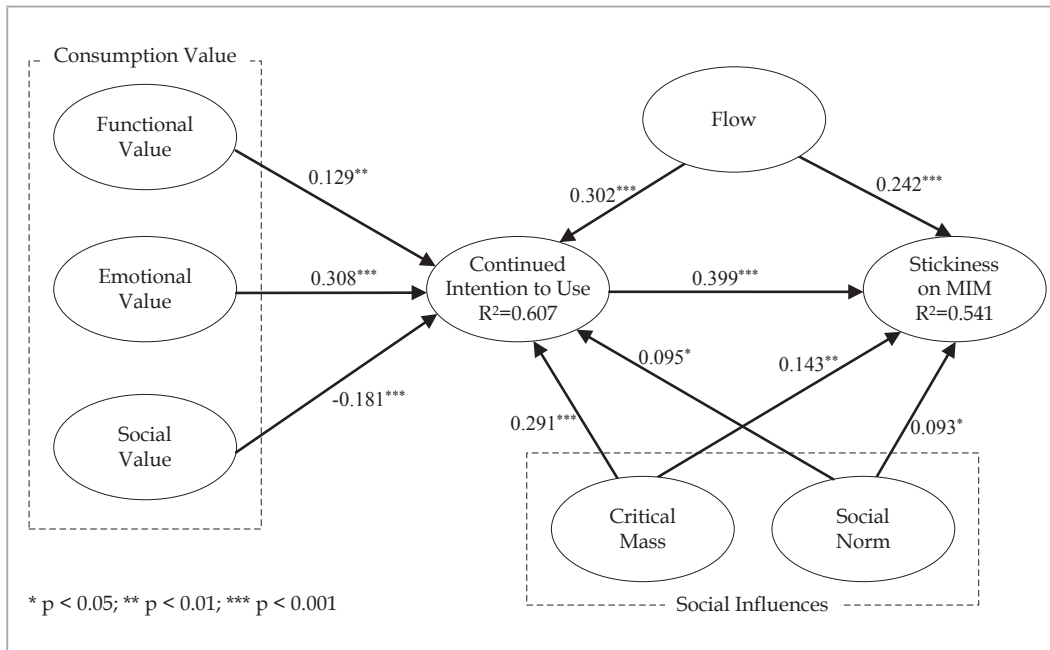 Consumption Value
Functional
Value
Flow
0.129**
0.302***
0.242***
Emotional
Value
0.308***
Continued
Intention to Use
R²=0.607
0.399***
Stickiness
on MIM
R²=0.541
0.095*
0.143**
-0.181***
0.291***
0.093*
Social
Value
Critical
Mass
Social
Norm
* p < 0.05; ** p < 0.01; *** p < 0.001
Social Influences